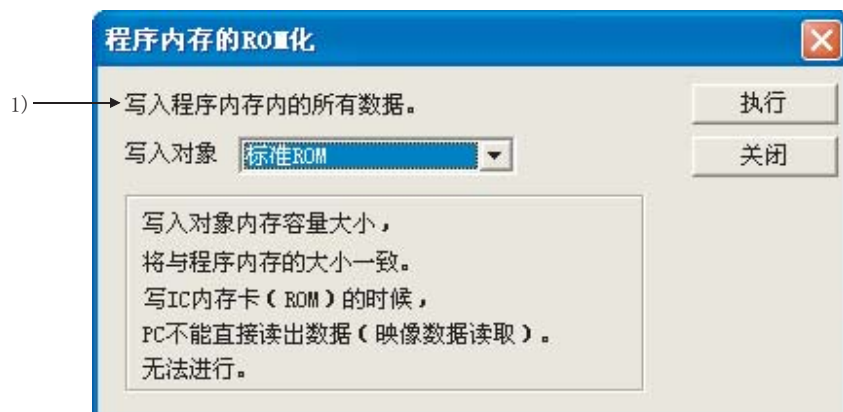 程序内存的ROM化
1)
写入程序内存内的所有数据。
执行
写入对象 标准ROM
关闭
写入对象内存容量大小，
将与程序内存的大小一致。
写IC内存卡（ROM）的时候，
PC不能直接读出数据（映像数据读取）。
无法进行。